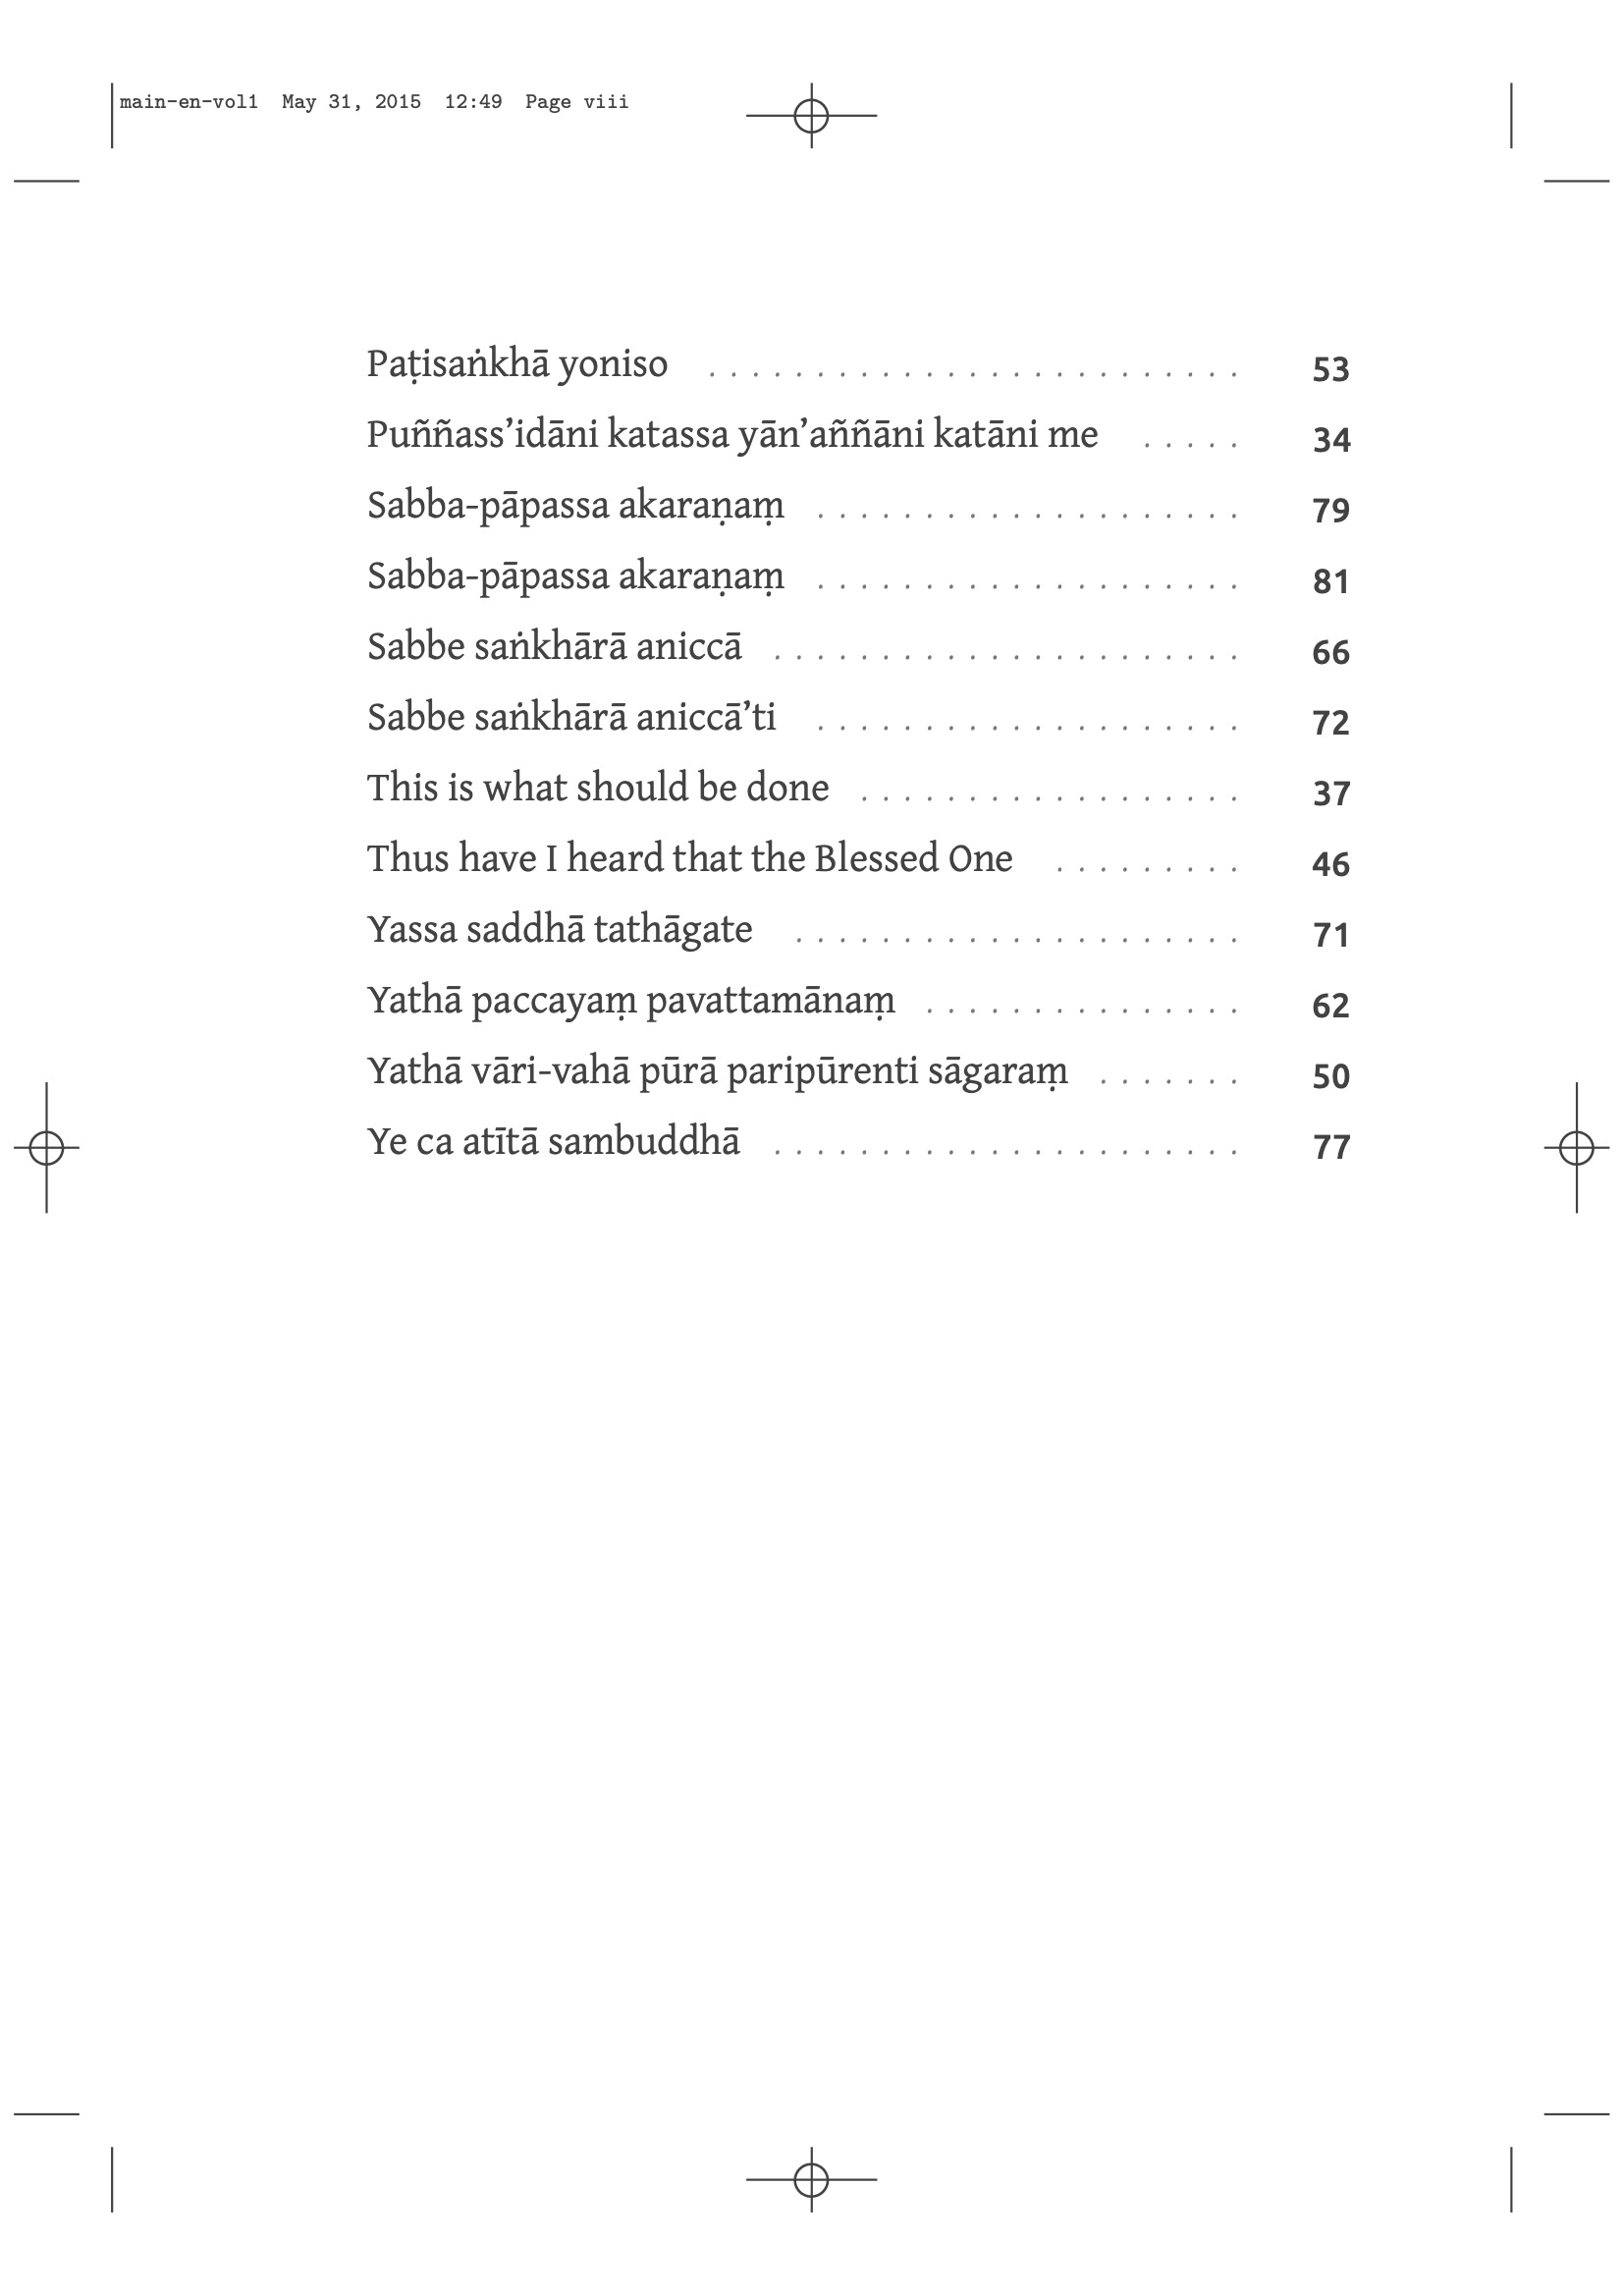 main-en-vol1 May 31, 2015 12:49 Page viii
Paṭisaṅkhā yoniso . . . . . . . . . . . . . . . . . . . . . . . . . 53
Puññass’idāni katassa yān’aññāni katāni me . . . . . 34
Sabba-pāpassa akaraṇaṃ . . . . . . . . . . . . . . . . . . . . 79
Sabba-pāpassa akaraṇaṃ . . . . . . . . . . . . . . . . . . . . 81
Sabbe saṅkhārā aniccā . . . . . . . . . . . . . . . . . . . . . . 66
Sabbe saṅkhārā aniccā’ti . . . . . . . . . . . . . . . . . . . . 72
This is what should be done . . . . . . . . . . . . . . . . . . 37
Thus have I heard that the Blessed One . . . . . . . . . 46
Yassa saddhā tathāgate . . . . . . . . . . . . . . . . . . . . . 71
Yathā paccayaṃ pavattamānaṃ . . . . . . . . . . . . . . . 62
Yathā vāri-vahā pūrā paripūrenti sāgaraṃ . . . . . . . 50
Ye ca atītā sambuddhā . . . . . . . . . . . . . . . . . . . . . . 77